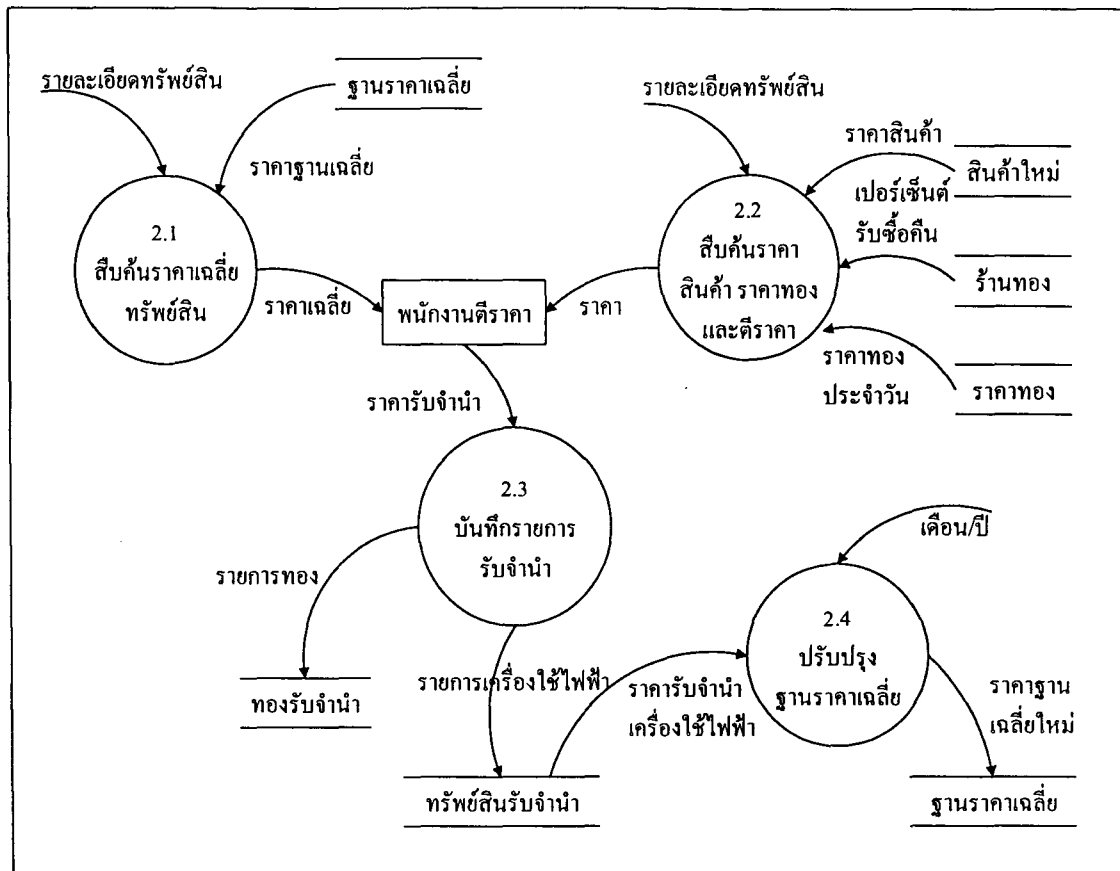 รายละเอียดทรัพย์สิน
ฐานราคาเฉลี่ย
ราคาฐานเฉลี่ย
2.1
สืบค้นราคาเฉลี่ย
ทรัพย์สิน
ราคาเฉลี่ย
พนักงานตีราคา
รายละเอียดทรัพย์สิน
ราคาสินค้า
สินค้าใหม่
เปอร์เซ็นต์
รับซื้อคืน
ร้านทอง
2.2
สืบค้นราคา
สินค้า ราคาทอง
และตีราคา
ราคา
ราคาทอง
ประจำวัน
ราคาทอง
ราคารับจำนำ
2.3
บันทึกรายการ
รับจำนำ
รายการทอง
ทองรับจำนำ
รายการเครื่องใช้ไฟฟ้า
ทรัพย์สินรับจำนำ
ราคารับจำนำ
เครื่องใช้ไฟฟ้า
เดือน/ปี
2.4
ปรับปรุง
ฐานราคาเฉลี่ย
ราคาฐาน
เฉลี่ยใหม่
ฐานราคาเฉลี่ย